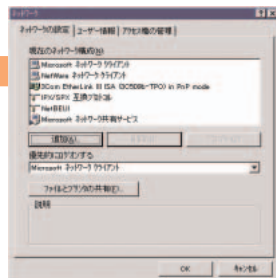 ネットワーク
ネットワークの設定
ユーザー情報
アクセス権の管理
現在のネットワーク構成(N):
Microsoft ネットワーク クライアント
NetWare ネットワーク クライアント
3Com EtherLink III ISA (3C509b-TPO) in PnP mode
IPX/SPX 互換プロトコル
NetBEUI
Microsoft ネットワーク共有サービス
追加(A)...
優先的にログオンする
Microsoft ネットワーク クライアント
ファイルとプリンタの共有(F)...
説明
OK
キャンセル